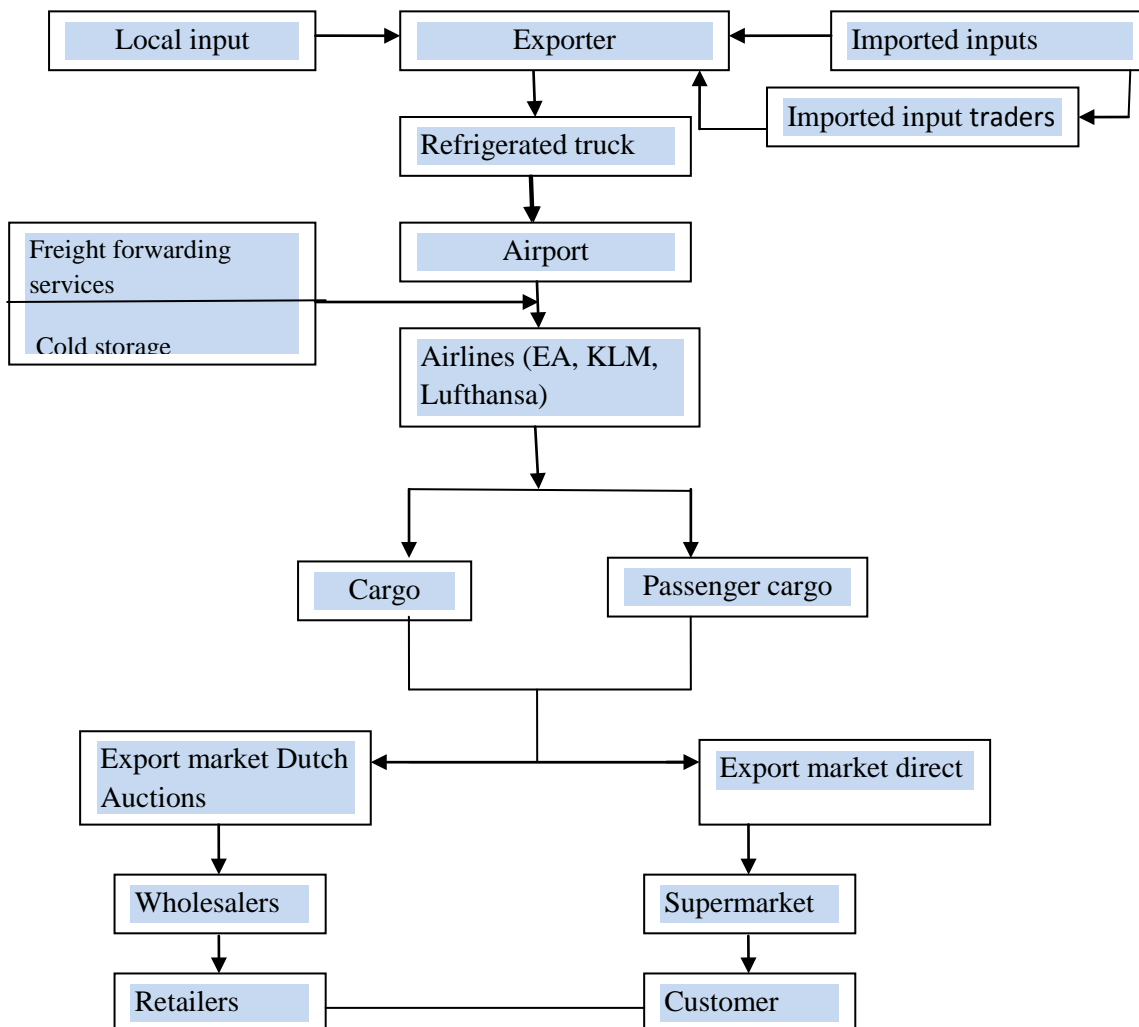 Local input
Exporter
Imported inputs
Imported input traders
Refrigerated truck
Freight forwarding
services
Cold storage
Airport
Airlines (EA, KLM,
Lufthansa)
Cargo
Passenger cargo
Export market Dutch
Auctions
Export market direct
Wholesalers
Supermarket
Retailers
Customer